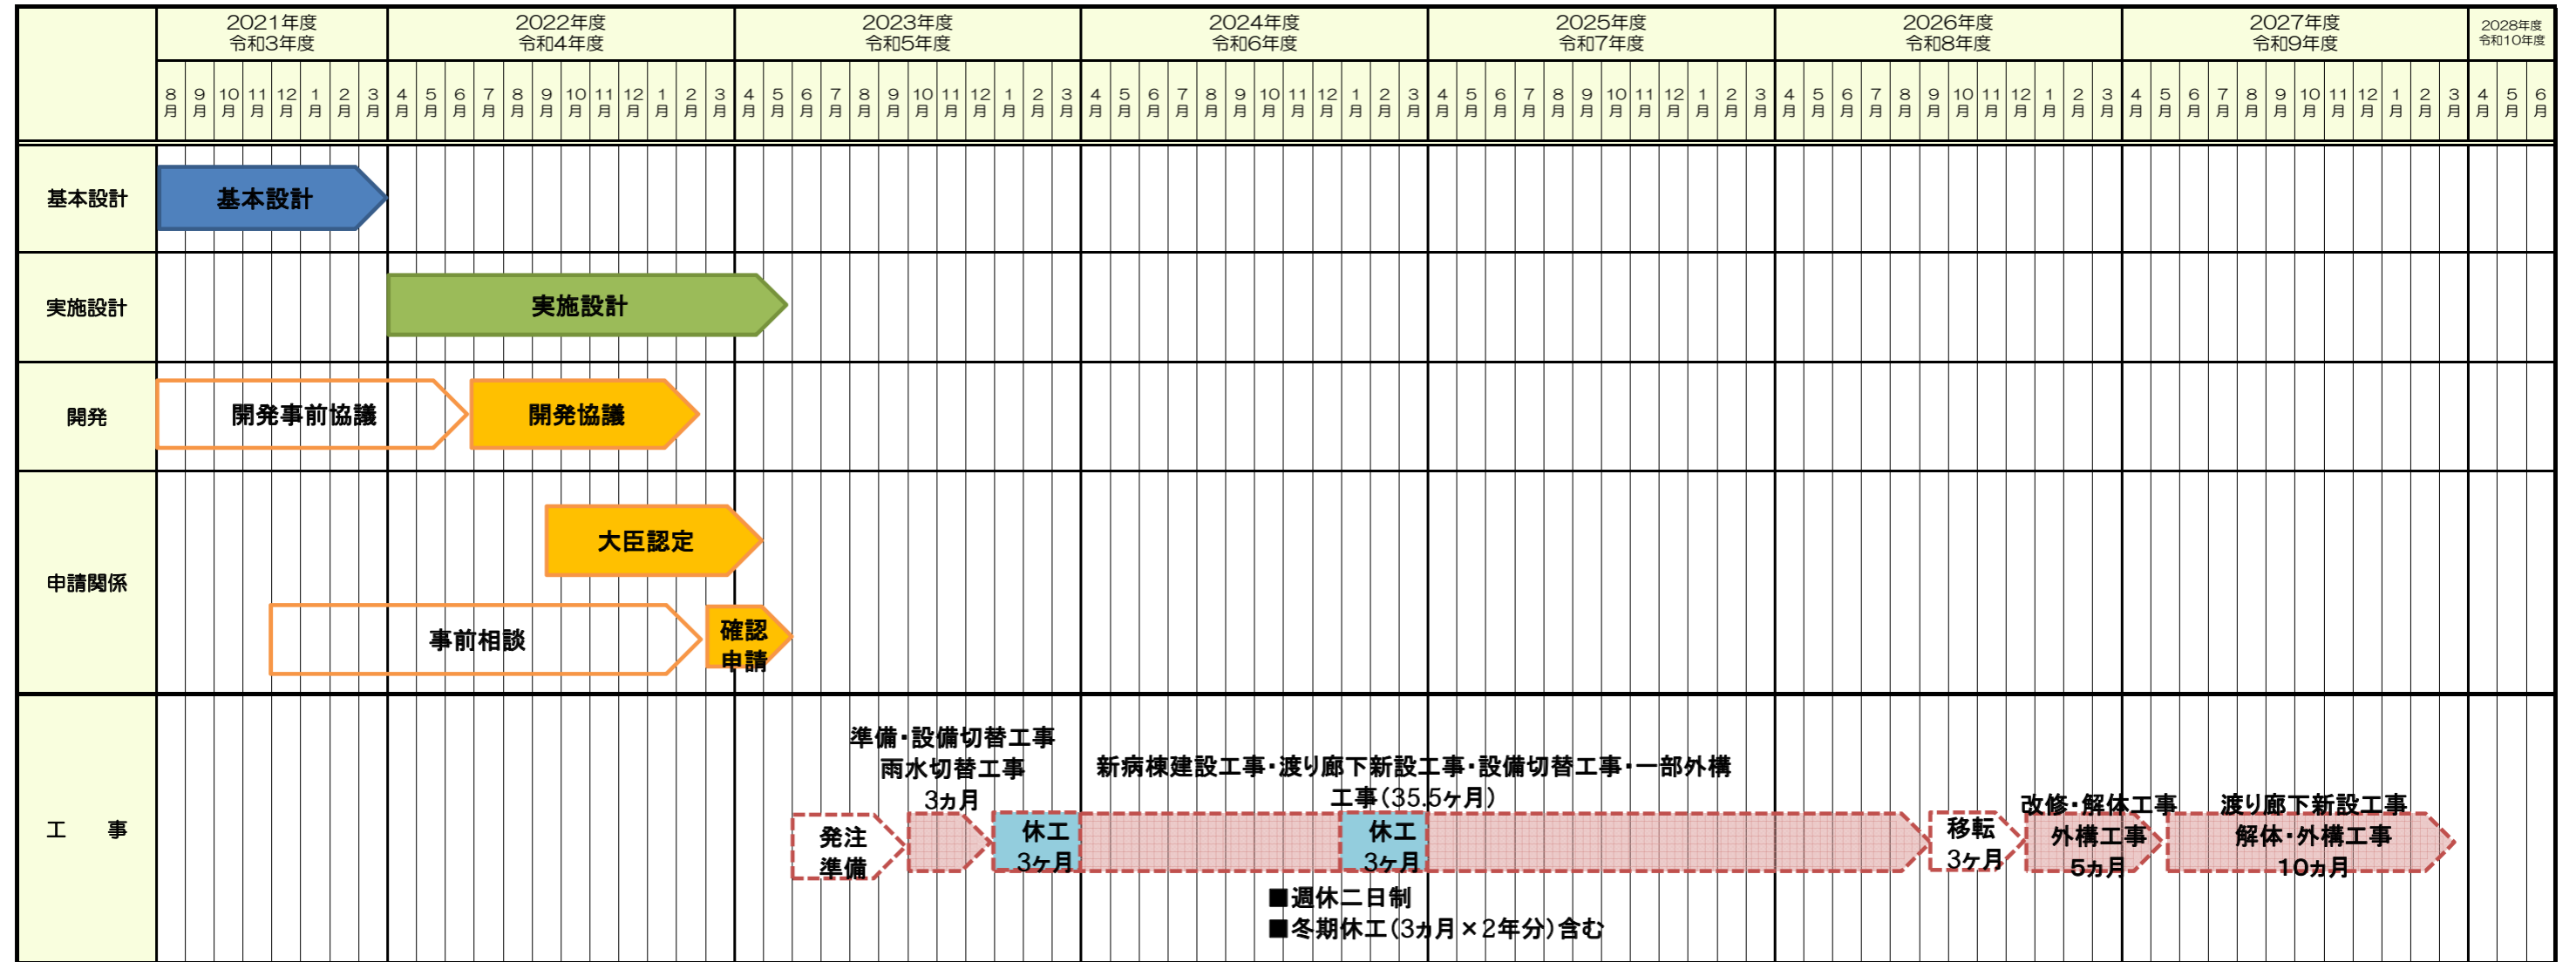 2021年度
令和3年度
2022年度
令和4年度
2023年度
令和5年度
2024年度
令和6年度
2025年度
令和7年度
2026年度
令和8年度
2027年度
令和9年度
2028年度
令和10年度
8月 9月 10月 11月 12月 1月 2月 3月 4月 5月 6月 7月 8月 9月 10月 11月 12月 1月 2月 3月 4月 5月 6月 7月 8月 9月 10月 11月 12月 1月 2月 3月 4月 5月 6月 7月 8月 9月 10月 11月 12月 1月 2月 3月 4月 5月 6月 7月 8月 9月 10月 11月 12月 1月 2月 3月 4月 5月 6月 7月 8月 9月 10月 11月 12月 1月 2月 3月 4月 5月 6月 7月 8月 9月 10月 11月 12月 1月 2月 3月 4月 5月 6月
基本設計
基本設計
実施設計
実施設計
開発
開発事前協議
開発協議
申請関係
大臣認定
事前相談
確認
申請
工 事
準備・設備切替工事
雨水切替工事
3ヵ月
新病棟建設工事・渡り廊下新設工事・設備切替工事・一部外構
工事(35.5ヶ月)
発注
準備
休工
3ヶ月
休工
3ヶ月
移転
3ヶ月
改修・解体工事
外構工事
5ヵ月
渡り廊下新設工事
解体・外構工事
10ヵ月
■週休二日制
■冬期休工(3ヵ月×2年分)含む